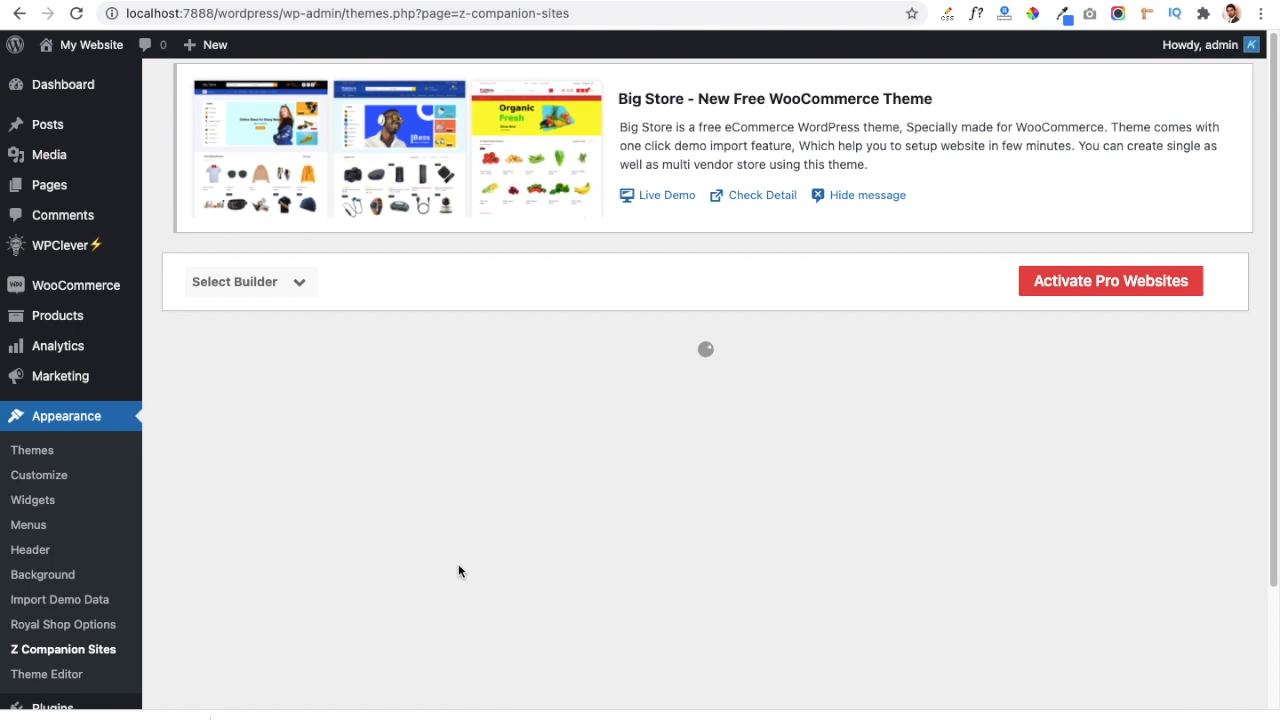 localhost:7888/wordpress/wp-admin/themes.php?page=z-companion-sites
f?
IQ
My Website
0
New
Howdy, admin
Dashboard
Posts
Media
Pages
Comments
WPClever⚡
WooCommerce
Products
Analytics
Marketing
Appearance
Themes
Customize
Widgets
Menus
Header
Background
Import Demo Data
Royal Shop Options
Z Companion Sites
Theme Editor
Plugins
Organic
Fresh
Big Store - New Free WooCommerce Theme
Big Store is a free eCommerce WordPress theme, Specially made for WooCommerce. Theme comes with
one click demo import feature, Which help you to setup website in few minutes. You can create single as
well as multi vendor store using this theme.
Live Demo
Check Detail
Hide message
Select Builder
Activate Pro Websites